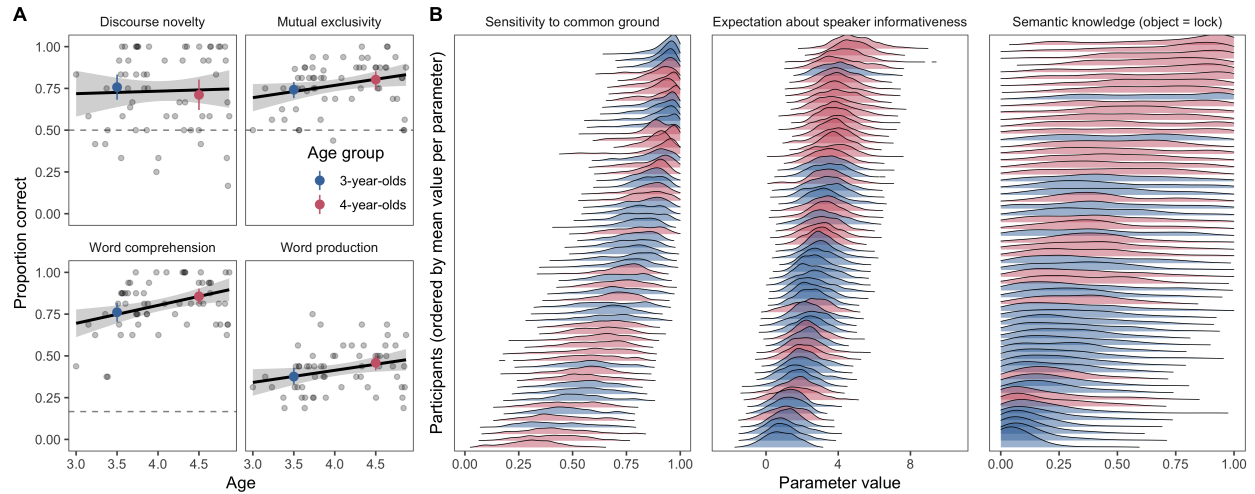 A
Discourse novelty
Mutual exclusivity
1.00
0.75
0.50
0.25
0.00
Age group
3-year-olds
4-year-olds
Word comprehension
Word production
1.00
0.75
0.50
0.25
0.00
3.0 3.5 4.0 4.5
3.0 3.5 4.0 4.5
Age
Proportion correct
B
Sensitivity to common ground
Expectation about speaker informativeness
Semantic knowledge (object = lock)
Participants (ordered by mean value per parameter)
0.00 0.25 0.50 0.75 1.00
0 4 8
0.00 0.25 0.50 0.75 1.00
Parameter value